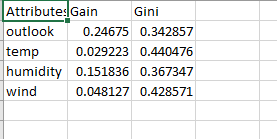 Attributes Gain Gini
outlook 0.24675 0.342857
temp 0.029223 0.440476
humidity 0.151836 0.367347
wind 0.048127 0.428571